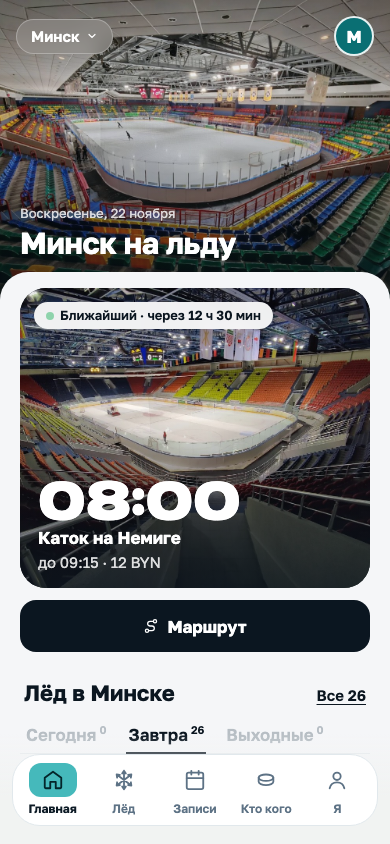 Минск
M
Воскресенье, 22 ноября
Минск на льду
Ближайший · через 12 ч 30 мин
08:00
Каток на Немиге
до 09:15 · 12 BYN
Маршрут
Лёд в Минске
Все 26
Сегодня 0
Завтра 26
Выходные 0
Главная
Лёд
Записи
Кто кого
Я